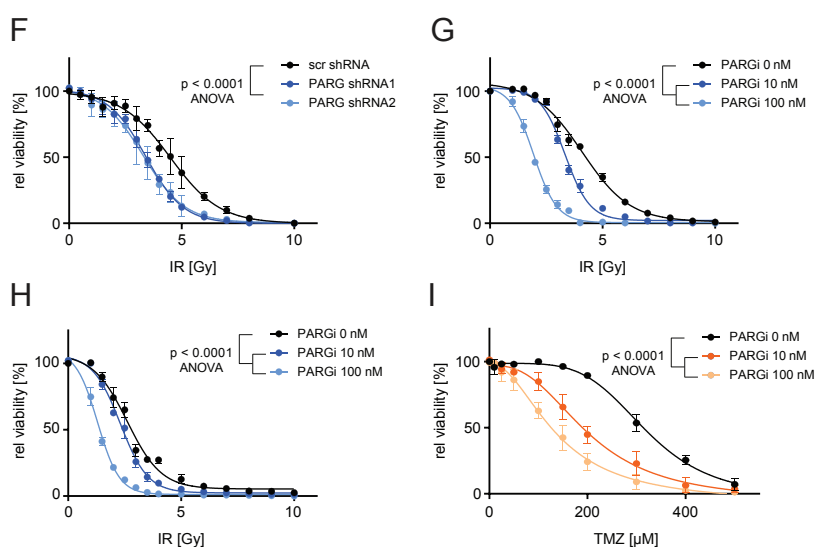 F
scr shRNA
PARG shRNA1
PARG shRNA2
p < 0.0001
ANOVA
rel viability [%]
100
50
0
0
5
10
IR [Gy]
G
PARGi 0 nM
PARGi 10 nM
PARGi 100 nM
p < 0.0001
ANOVA
rel viability [%]
100
50
0
0
5
10
IR [Gy]
H
PARGi 0 nM
PARGi 10 nM
PARGi 100 nM
p < 0.0001
ANOVA
rel viability [%]
100
50
0
0
5
10
IR [Gy]
I
PARGi 0 nM
PARGi 10 nM
PARGi 100 nM
p < 0.0001
ANOVA
rel viability [%]
100
50
0
0
200
400
TMZ [µM]